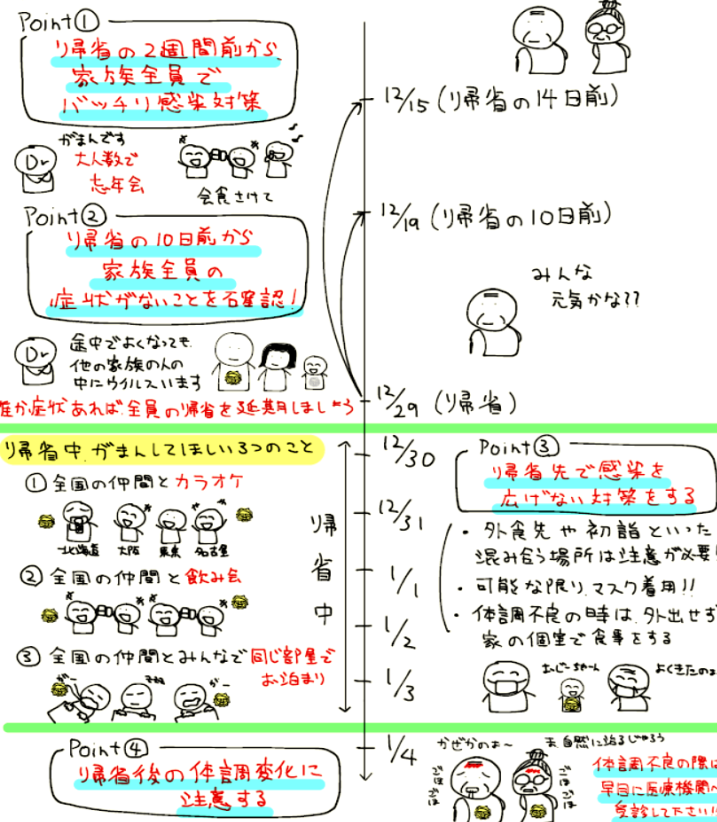 Point①
帰省の2週間前から
家族全員で
バッチリ感染対策
がまんです
大人数で
忘年会
会食さけて
Dr
12/15 (帰省の14日前)
Point②
帰省の10日前から
家族全員の
症状がないことを確認!
12/19 (帰省の10日前)
みんな
元気かな??
Dr
途中でよくなっても
他の家族の人の
中にウイルスいます
誰か症状あれば全員の帰省を延期しましょう
12/29 (帰省)
帰省中、がまんしてほしい3つのこと
①全国の仲間とカラオケ
北海道 大阪 東京 名古屋
②全国の仲間と飲み会
③全国の仲間とみんなで同じ部屋で
お泊まり
帰省中
12/30
12/31
1/1
1/2
1/3
1/4
Point③
帰省先で感染を
広げない対策をする
・外食先や初詣といった
混み合う場所は注意が必要!
・可能な限り、マスク着用!!
・体調不良の時は、外出せず
家の個室で食事をする
おじーちゃーん
よくきたのぉ
Point④
帰省後の体調変化に
注意する
かぜかのぉ~
自然に治るじゃろう
ごほ ごほ
ごほ ごほ
体調不良の際は
早目に医療機関へ
受診して下さい!!